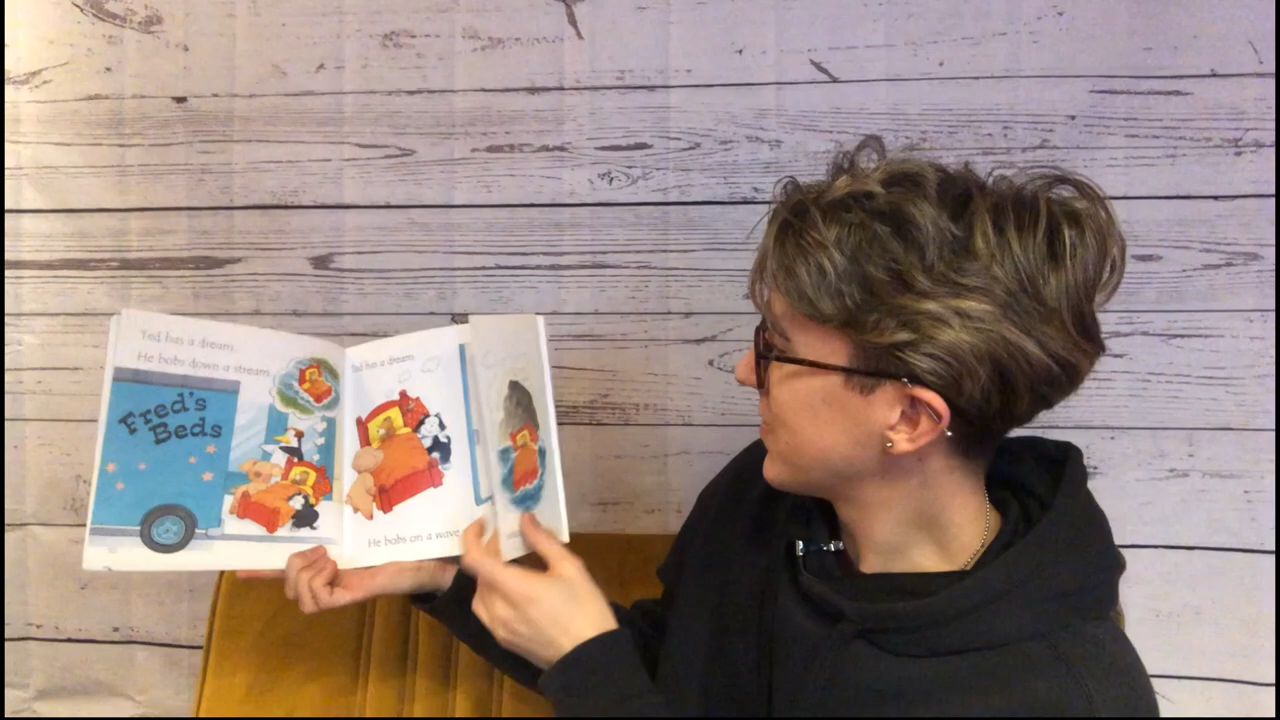 Ted has a dream.
He bobs down a stream.
Fred's
Beds
Ted has a dream.
He bobs on a wave